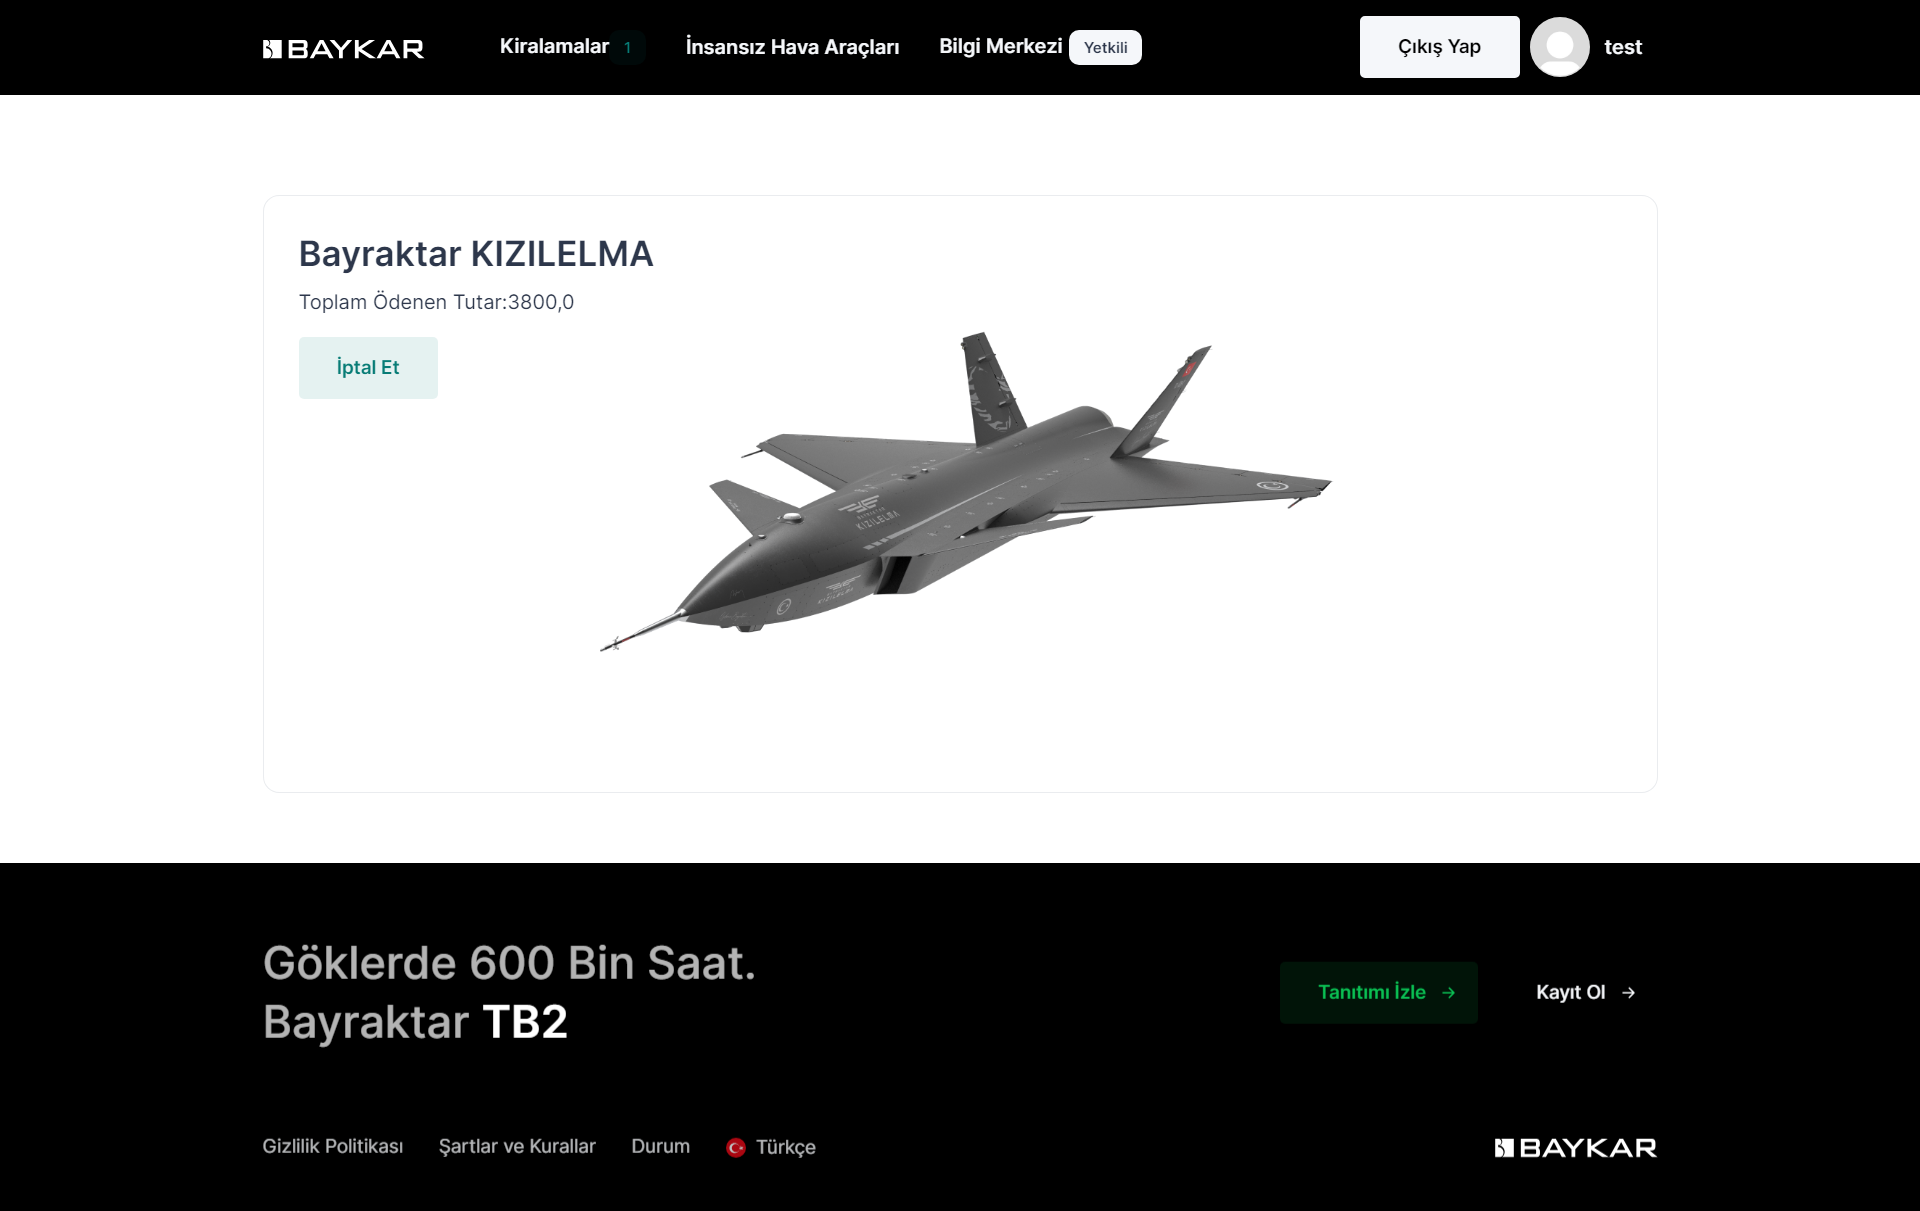 BAYKAR
Kiralamalar 1
İnsansız Hava Araçları
Bilgi Merkezi Yetkili
Çıkış Yap
test
Bayraktar KIZILELMA
Toplam Ödenen Tutar:3800,0
İptal Et
KIZILELMA
KIZILELMA
Göklerde 600 Bin Saat.
Bayraktar TB2
Tanıtımı İzle →
Kayıt Ol →
Gizlilik Politikası
Şartlar ve Kurallar
Durum
Türkçe
BAYKAR